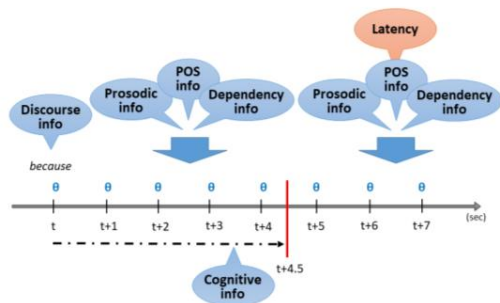 Latency
POS
info
Prosodic
info
Dependency
info
POS
info
Prosodic
info
Dependency
info
Discourse
info
because
θ θ θ θ θ θ θ θ
t t+1 t+2 t+3 t+4 t+5 t+6 t+7 (sec)
t+4.5
Cognitive
info